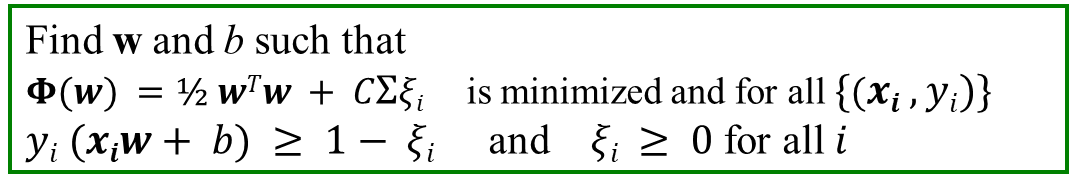 Find w and b such that
Φ(w) = ½ wᵀw + CΣξᵢ is minimized and for all {(xᵢ , yᵢ)}
yᵢ (xᵢw + b) ≥ 1 − ξᵢ and ξᵢ ≥ 0 for all i